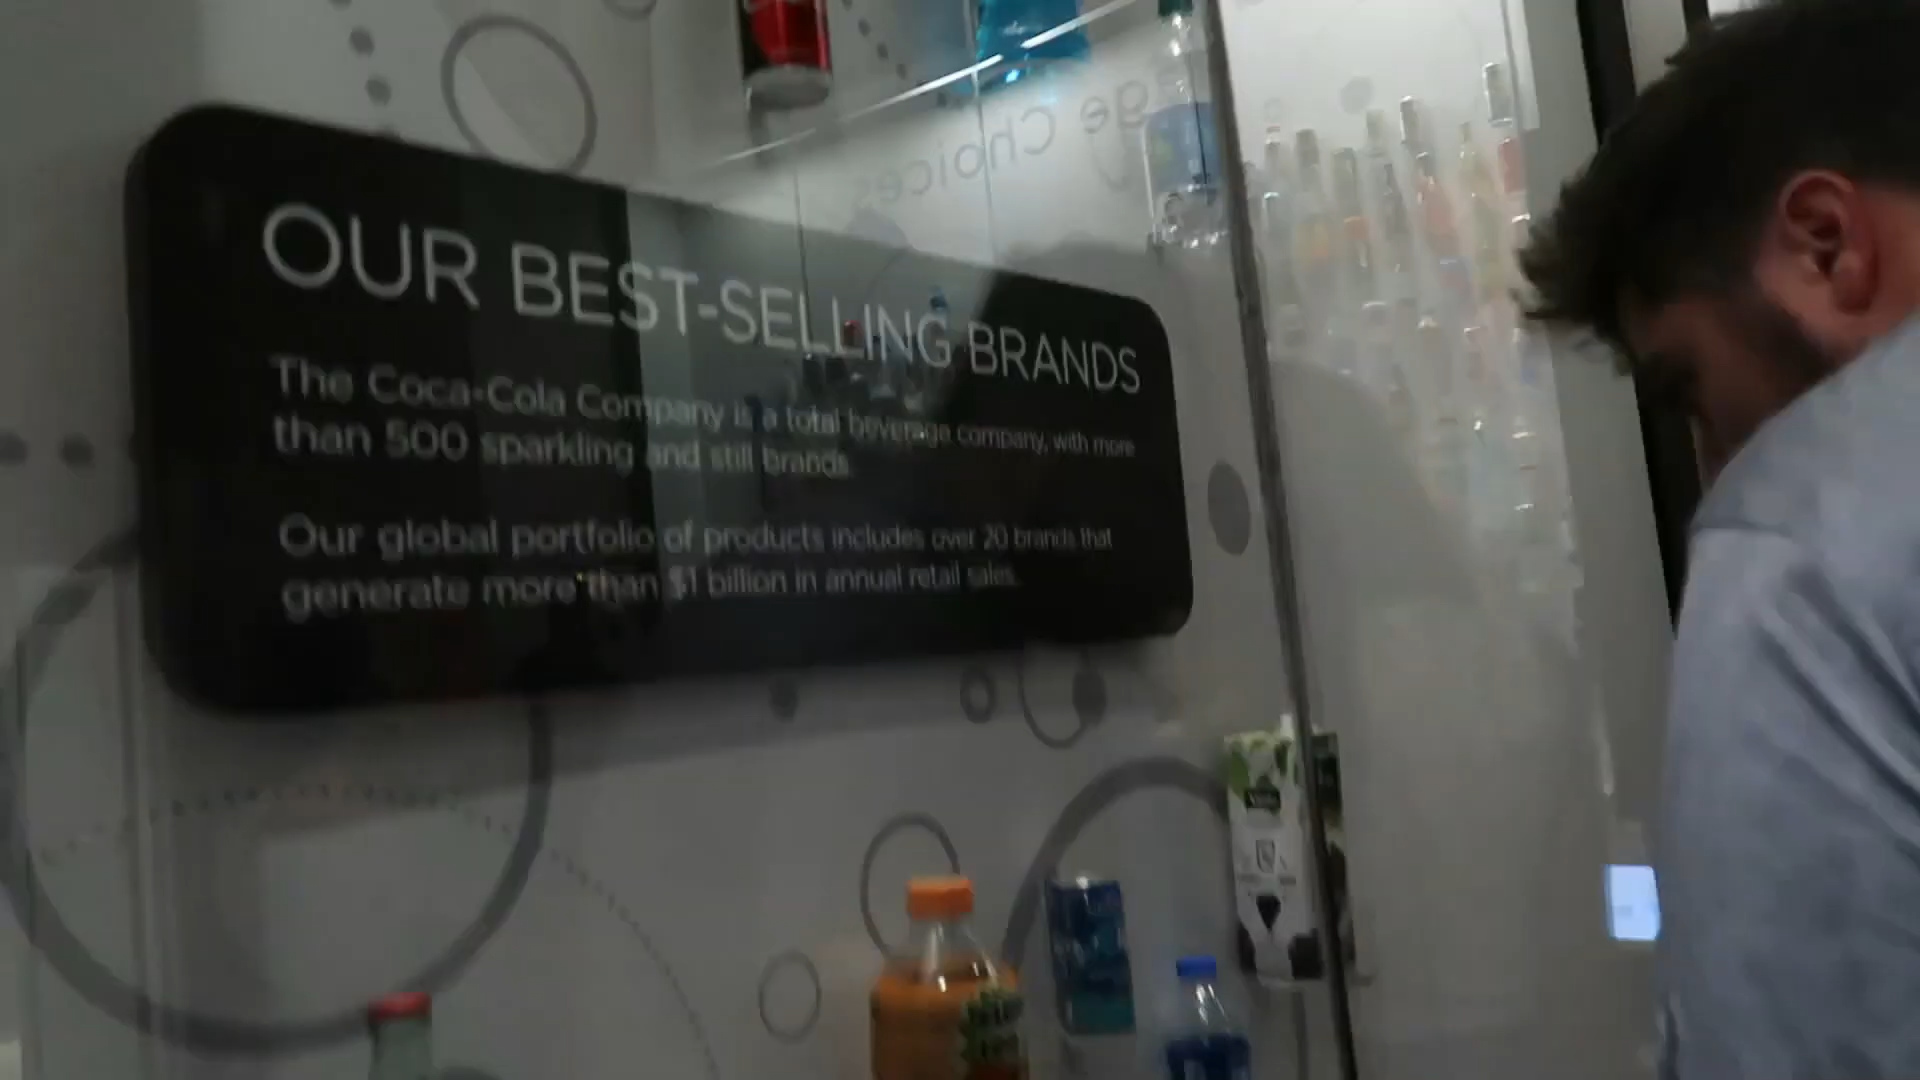 ge Choices
OUR BEST-SELLING BRANDS
The Coca-Cola Company is a total beverage company, with more
than 500 sparkling and still brands.
Our global portfolio of products includes over 20 brands that
generate more than $1 billion in annual retail sales.